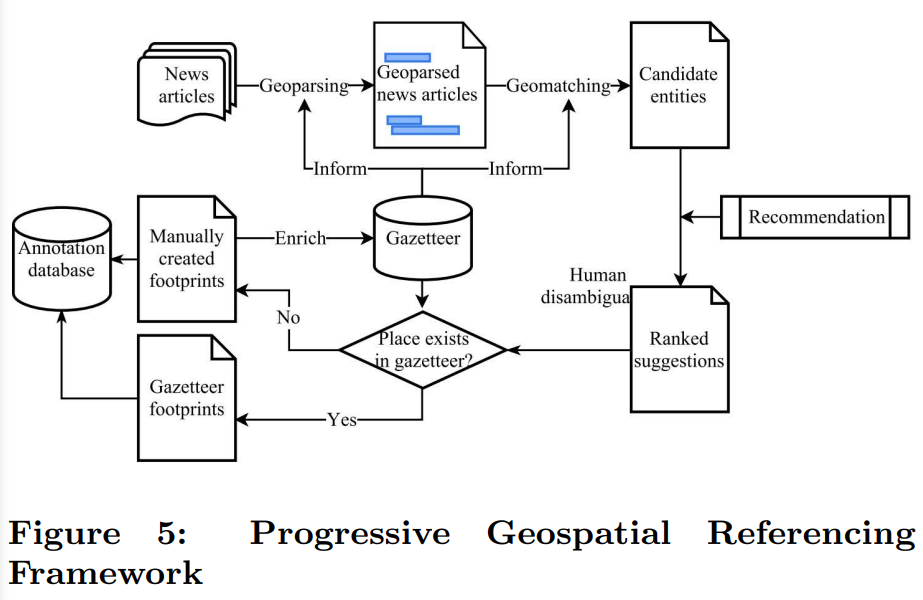 News
articles
Geoparsing
Geoparsed
news articles
Geomatching
Candidate
entities
Inform
Inform
Recommendation
Annotation
database
Manually
created
footprints
Enrich
Gazetteer
Human
disambigua
No
Place exists
in gazetteer?
Ranked
suggestions
Gazetteer
footprints
Yes
Figure 5: Progressive Geospatial Referencing
Framework